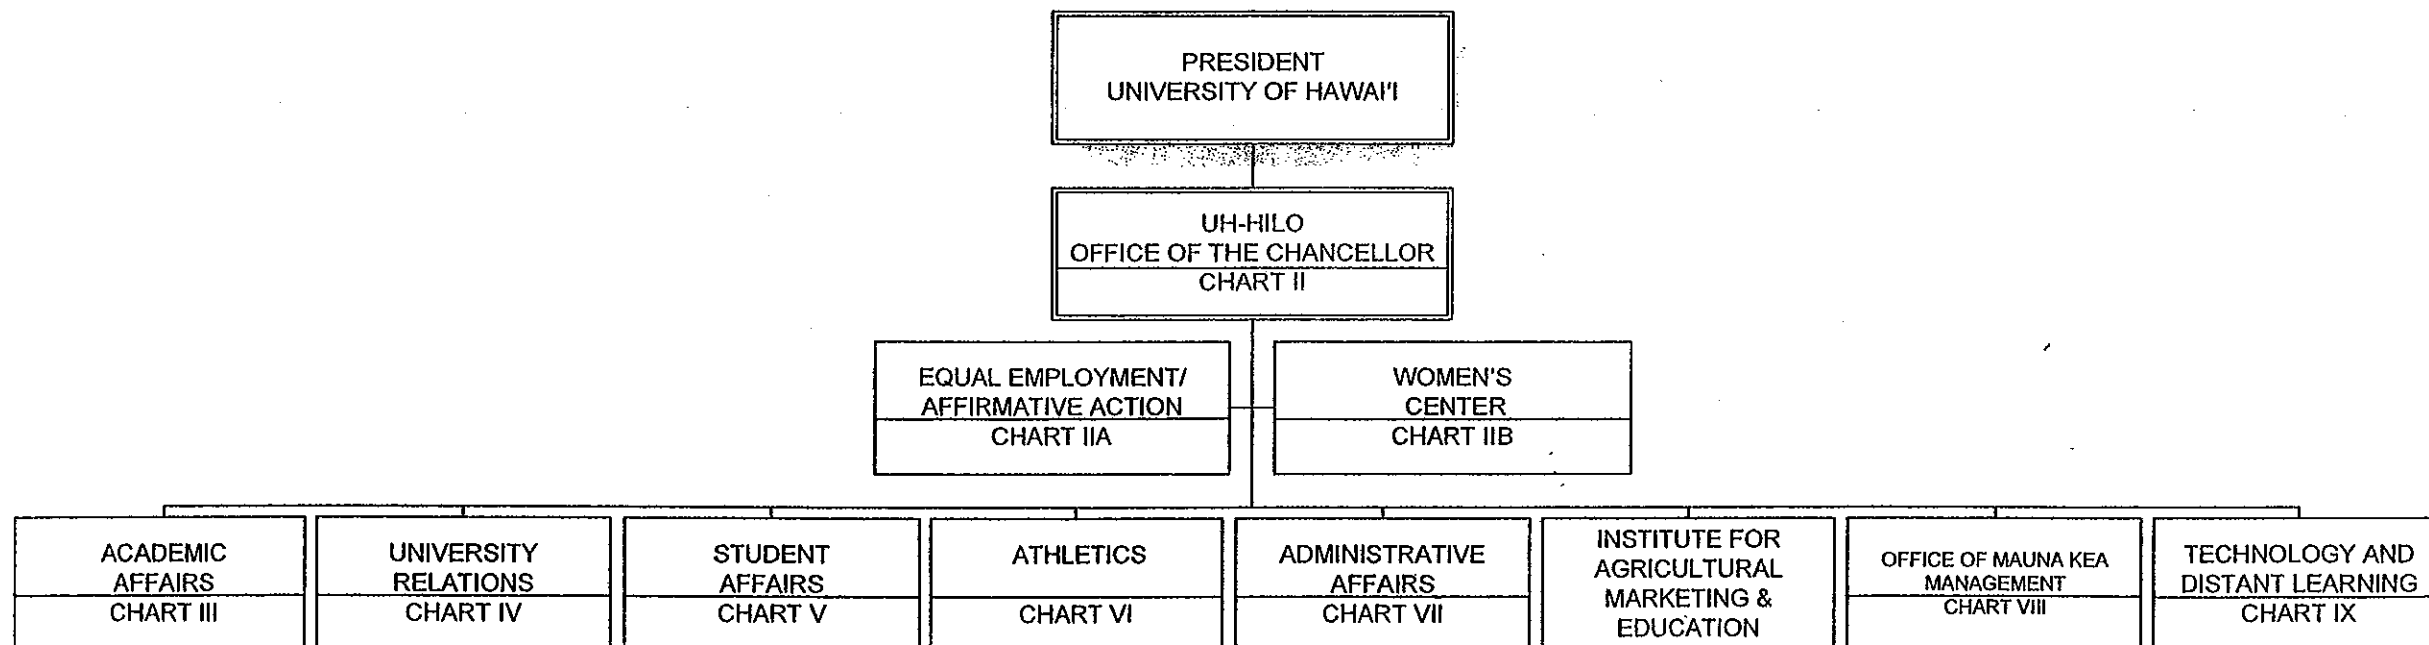 PRESIDENT
UNIVERSITY OF HAWAI'I
UH-HILO
OFFICE OF THE CHANCELLOR
CHART II
EQUAL EMPLOYMENT/
AFFIRMATIVE ACTION
CHART IIA
WOMEN'S
CENTER
CHART IIB
ACADEMIC
AFFAIRS
CHART III
UNIVERSITY
RELATIONS
CHART IV
STUDENT
AFFAIRS
CHART V
ATHLETICS
CHART VI
ADMINISTRATIVE
AFFAIRS
CHART VII
INSTITUTE FOR
AGRICULTURAL
MARKETING &
EDUCATION
OFFICE OF MAUNA KEA
MANAGEMENT
CHART VIII
TECHNOLOGY AND
DISTANT LEARNING
CHART IX